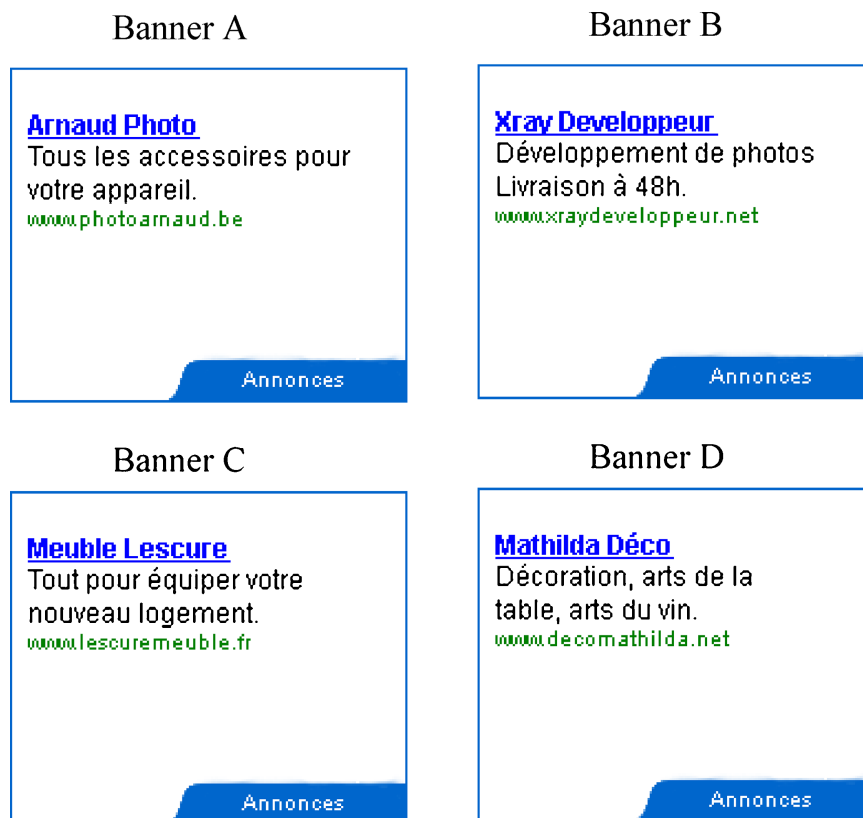 Banner A
Banner B
Arnaud Photo
Tous les accessoires pour
votre appareil.
www.photoarnaud.be
Annonces
Xray Developpeur
Développement de photos
Livraison à 48h.
www.xraydeveloppeur.net
Annonces
Banner C
Banner D
Meuble Lescure
Tout pour équiper votre
nouveau logement.
www.lescuremeuble.fr
Annonces
Mathilda Déco
Décoration, arts de la
table, arts du vin.
www.decomathilda.net
Annonces